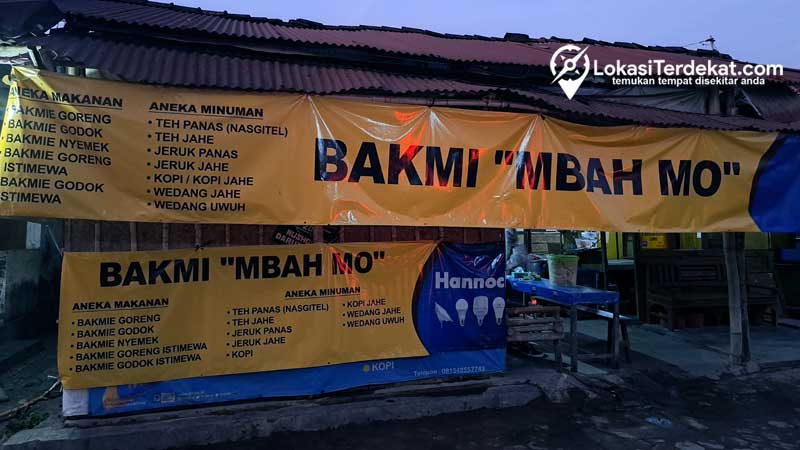 LokasiTerdekat.com
temukan tempat disekitar anda
ANEKA MAKANAN
BAKMIE GORENG
• BAKMIE GODOK
• BAKMIE NYEMEK
• BAKMIE GORENG
ISTIMEWA
BAKMIE GODOK
ISTIMEWA
ANEKA MINUMAN
• TEH PANAS (NASGITEL)
• TEH JAHE
• JERUK PANAS
• JERUK JAHE
• KOPI / KOPI JAHE
• WEDANG JAHE
• WEDANG UWUH
BAKMI "MBAH MO"
BAKMI "MBAH MO"
ANEKA MAKANAN
• BAKMIE GORENG
• BAKMIE GODOK
• BAKMIE NYEMEK
• BAKMIE GORENG ISTIMEWA
• BAKMIE GODOK ISTIMEWA
ANEKA MINUMAN
• TEH PANAS (NASGITEL)
• TEH JAHE
• JERUK PANAS
• JERUK JAHE
• KOPI
• KOPI JAHE
• WEDANG JAHE
• WEDANG UWUH
Hannoc
KOPI